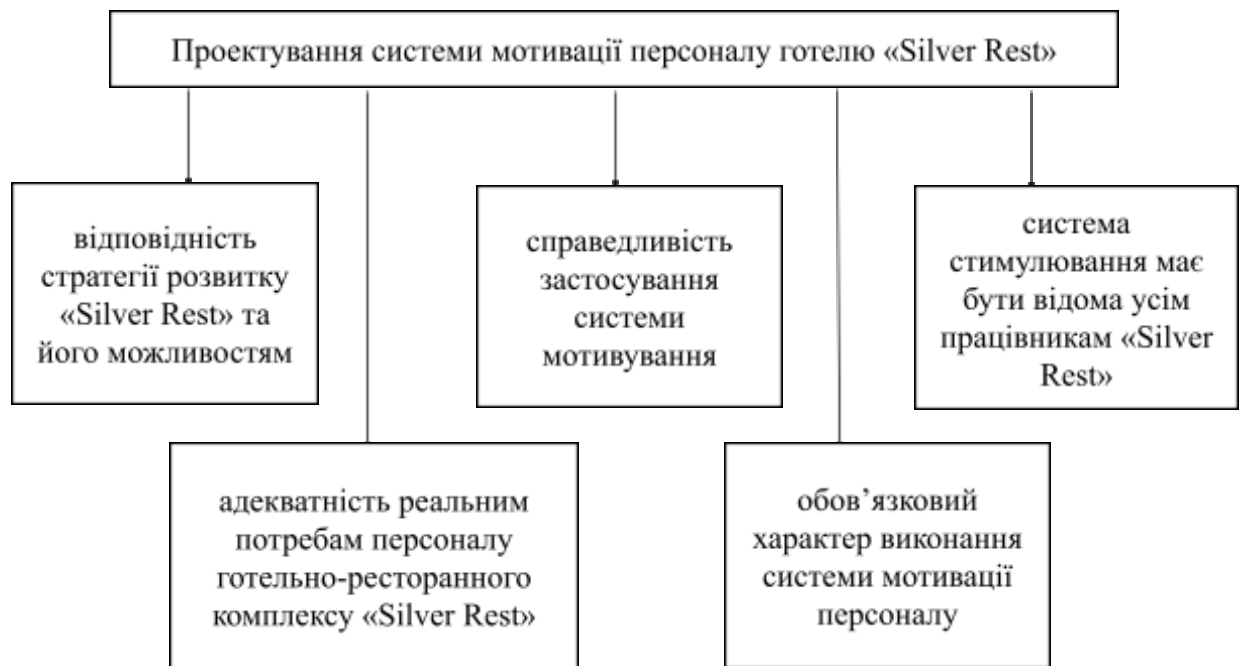 Проектування системи мотивації персоналу готелю «Silver Rest»
відповідність
стратегії розвитку
«Silver Rest» та
його можливостям
справедливість
застосування
системи
мотивування
система
стимулювання має
бути відома усім
працівникам «Silver
Rest»
адекватність реальним
потребам персоналу
готельно-ресторанного
комплексу «Silver Rest»
обов’язковий
характер виконання
системи мотивації
персоналу